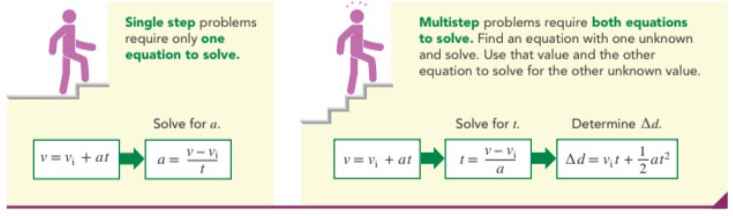 Single step problems
require only one
equation to solve.
Solve for a.
v = vᵢ + at
a = v − vᵢ / t
Multistep problems require both equations
to solve. Find an equation with one unknown
and solve. Use that value and the other
equation to solve for the other unknown value.
Solve for t.
Determine Δd.
v = vᵢ + at
t = v − vᵢ / a
Δd = vᵢt + 1/2 at²